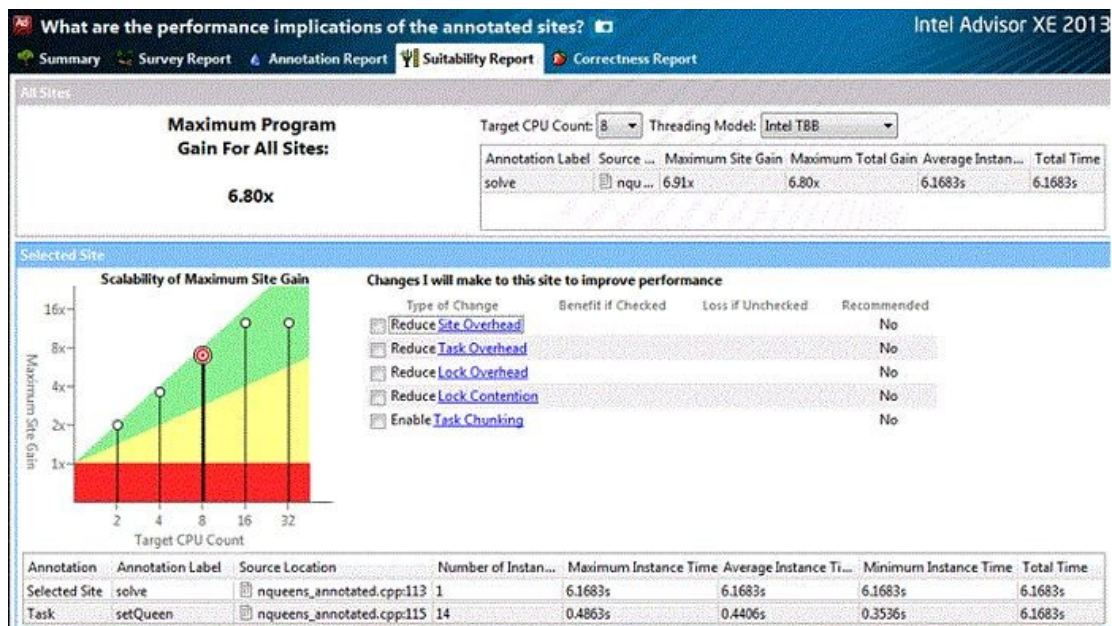 What are the performance implications of the annotated sites?
Intel Advisor XE 2013
Summary Survey Report Annotation Report Suitability Report Correctness Report
All Sites
Maximum Program
Gain For All Sites:
6.80x
Target CPU Count: 8 Threading Model: Intel TBB
Annotation Label Source ... Maximum Site Gain Maximum Total Gain Average Instan... Total Time
solve nqu... 6.91x 6.80x 6.1683s 6.1683s
Selected Site
Scalability of Maximum Site Gain
Maximum Site Gain
16x
8x
4x
2x
1x
2 4 8 16 32
Target CPU Count
Changes I will make to this site to improve performance
Type of Change Benefit if Checked Loss if Unchecked Recommended
Reduce Site Overhead No
Reduce Task Overhead No
Reduce Lock Overhead No
Reduce Lock Contention No
Enable Task Chunking No
Annotation Annotation Label Source Location Number of Instan... Maximum Instance Time Average Instance Ti... Minimum Instance Time Total Time
Selected Site solve nqueens_annotated.cpp:113 1 6.1683s 6.1683s 6.1683s 6.1683s
Task setQueen nqueens_annotated.cpp:115 14 0.4863s 0.4406s 0.3536s 6.1683s